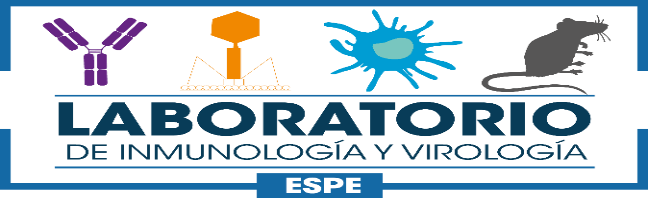 LABORATORIO
DE INMUNOLOGÍA Y VIROLOGÍA
ESPE